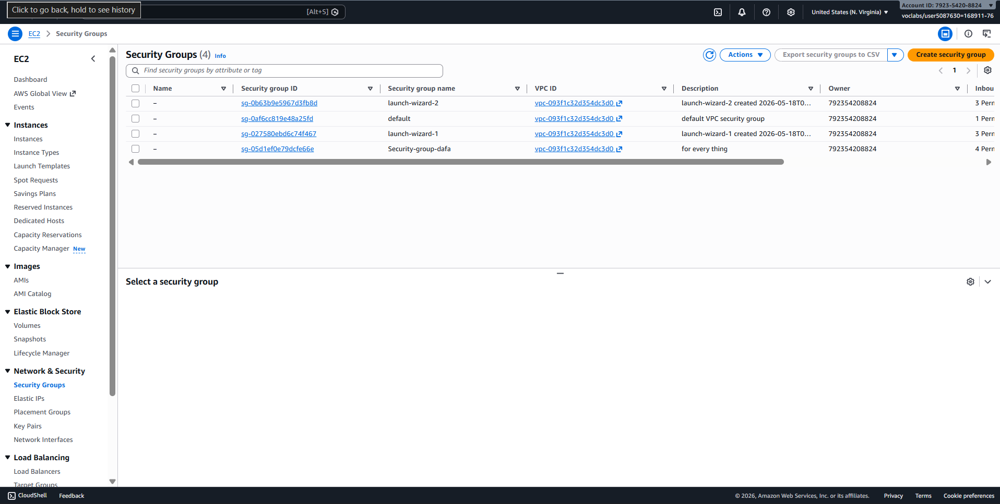 Click to go back, hold to see history
[Alt+S]
United States (N. Virginia)
Account ID: 7923-5420-8824
voclabs/user5087630=168911-76
EC2
Security Groups
EC2
Dashboard
AWS Global View
Events
Instances
Instances
Instance Types
Launch Templates
Spot Requests
Savings Plans
Reserved Instances
Dedicated Hosts
Capacity Reservations
Capacity Manager New
Images
AMIs
AMI Catalog
Elastic Block Store
Volumes
Snapshots
Lifecycle Manager
Network & Security
Security Groups
Elastic IPs
Placement Groups
Key Pairs
Network Interfaces
Load Balancing
Load Balancers
Target Groups
Security Groups (4) Info
Actions
Export security groups to CSV
Create security group
Find security groups by attribute or tag
1
Name Security group ID Security group name VPC ID Description Owner Inbou
– sg-0b63b9e5967d3fb8d launch-wizard-2 vpc-093f1c32d354dc3d0 launch-wizard-2 created 2026-05-18T0... 792354208824 3 Perm
– sg-0af6cc819e48a25fd default vpc-093f1c32d354dc3d0 default VPC security group 792354208824 1 Perm
– sg-027580ebd6c74f467 launch-wizard-1 vpc-093f1c32d354dc3d0 launch-wizard-1 created 2026-05-18T0... 792354208824 3 Perm
– sg-05d1ef0e79dcfe66e Security-group-dafa vpc-093f1c32d354dc3d0 for every thing 792354208824 4 Perm
Select a security group
CloudShell
Feedback
© 2026, Amazon Web Services, Inc. or its affiliates.
Privacy
Terms
Cookie preferences